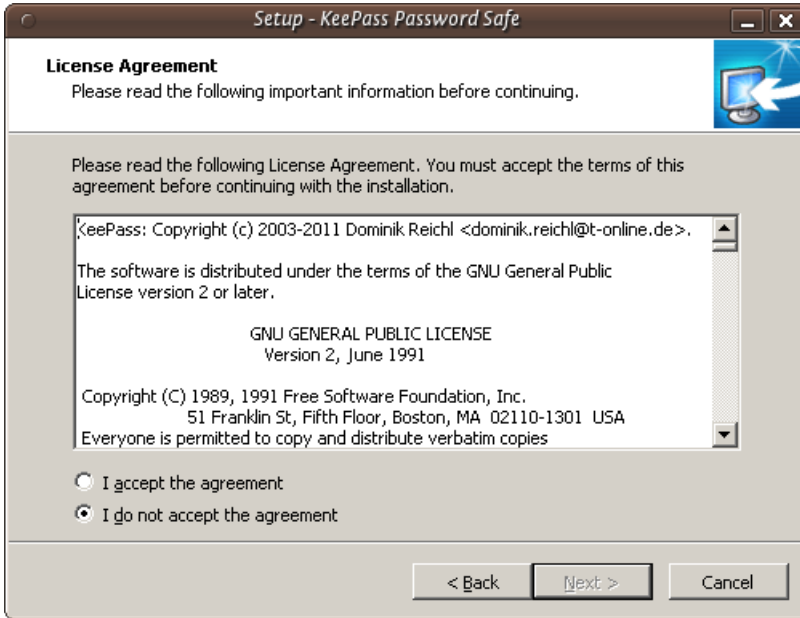 Setup - KeePass Password Safe
License Agreement
Please read the following important information before continuing.
Please read the following License Agreement. You must accept the terms of this
agreement before continuing with the installation.
KeePass: Copyright (c) 2003-2011 Dominik Reichl <dominik.reichl@t-online.de>.
The software is distributed under the terms of the GNU General Public
License version 2 or later.
GNU GENERAL PUBLIC LICENSE
Version 2, June 1991
Copyright (C) 1989, 1991 Free Software Foundation, Inc.
51 Franklin St, Fifth Floor, Boston, MA 02110-1301 USA
Everyone is permitted to copy and distribute verbatim copies
I accept the agreement
I do not accept the agreement
< Back Next > Cancel